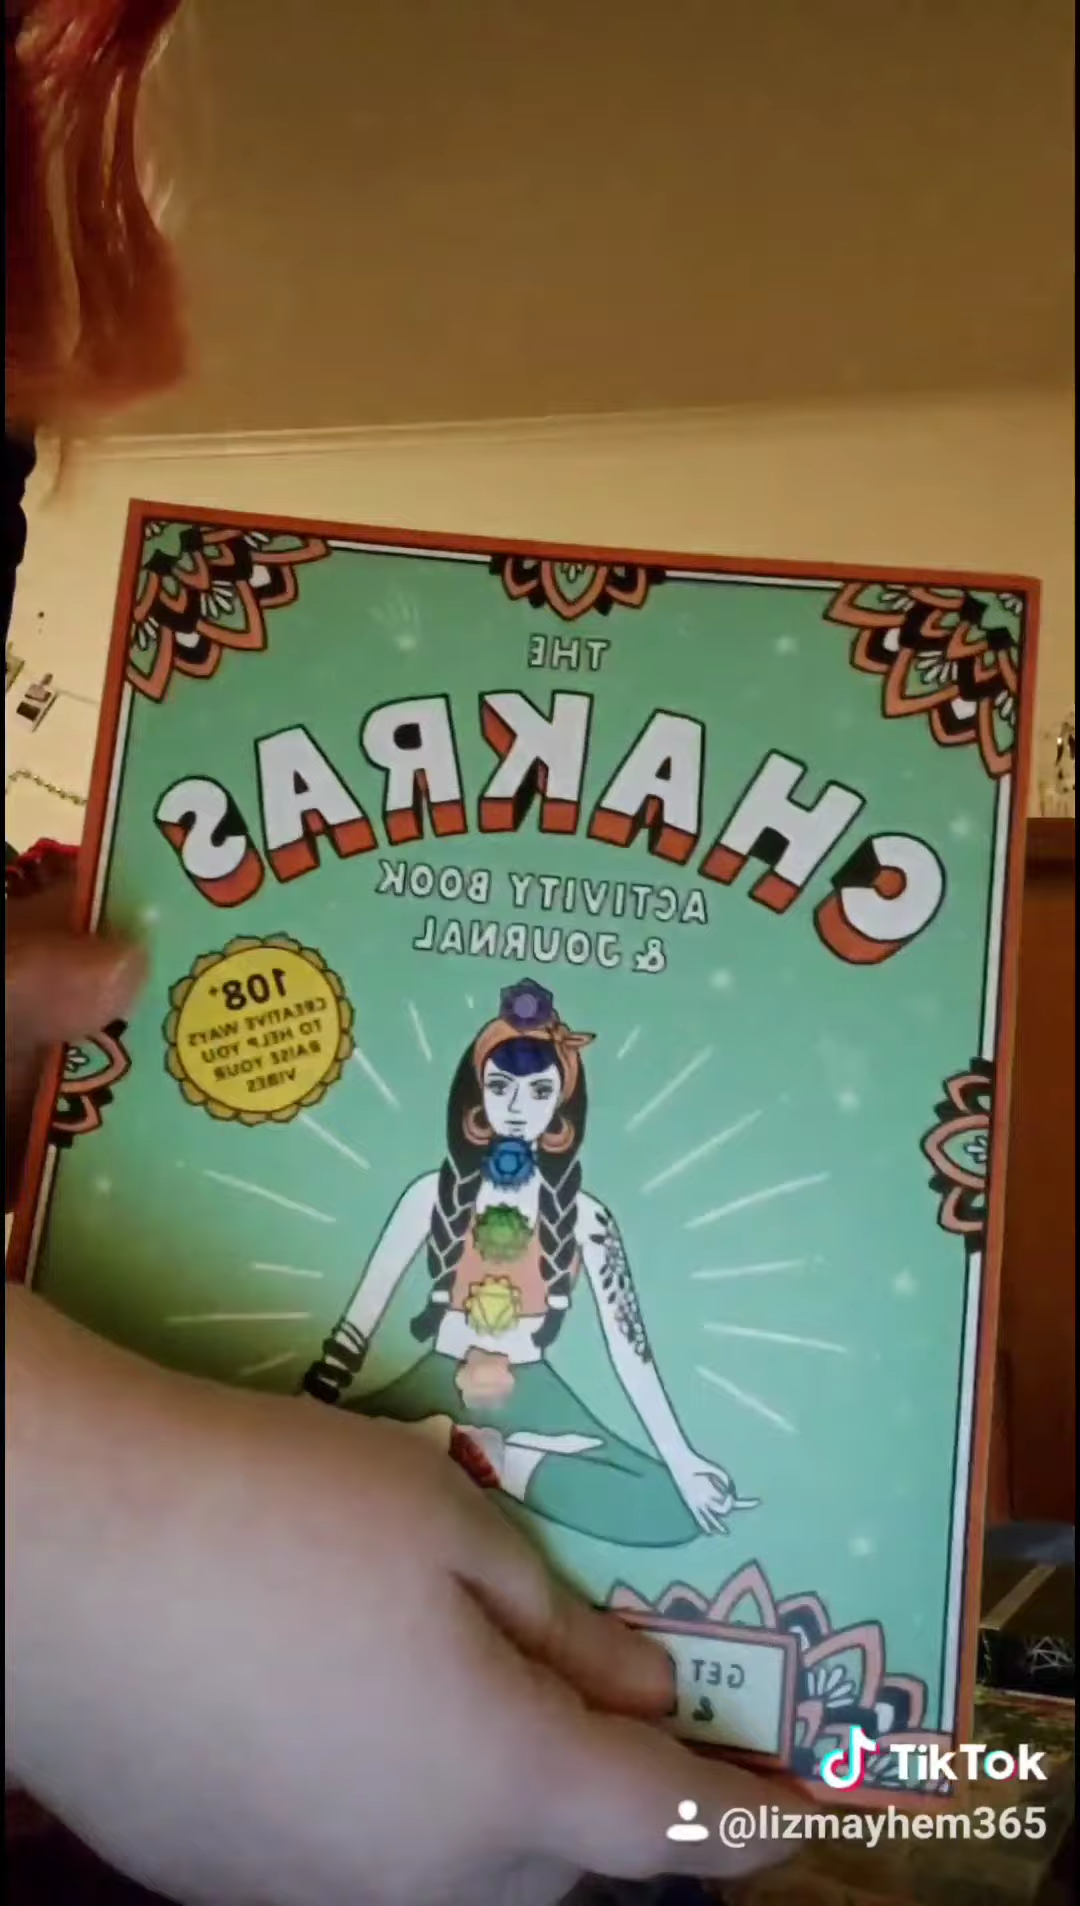 THE
CHAKRAS
ACTIVITY BOOK
& JOURNAL
108+
CREATIVE WAYS
TO HELP YOU
RAISE YOUR
VIBES
GET
&
TikTok
@lizmayhem365